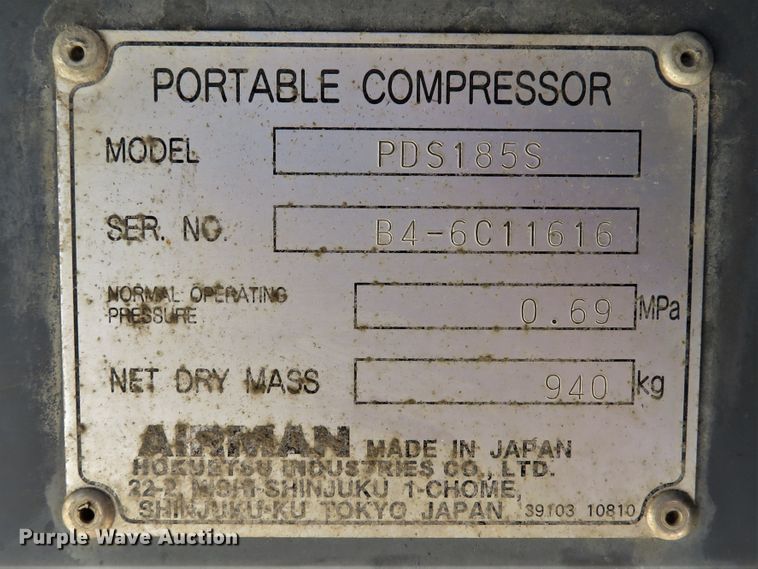 PORTABLE COMPRESSOR
MODEL PDS185S
SER. NO. B4-6C11616
NORMAL OPERATING
PRESSURE 0.69 MPa
NET DRY MASS 940 kg
AIRMAN MADE IN JAPAN
HOKUETSU INDUSTRIES CO., LTD.
22-2, NISHI-SHINJUKU 1-CHOME,
SHINJUKU-KU TOKYO JAPAN 39103 10810
Purple Wave Auction